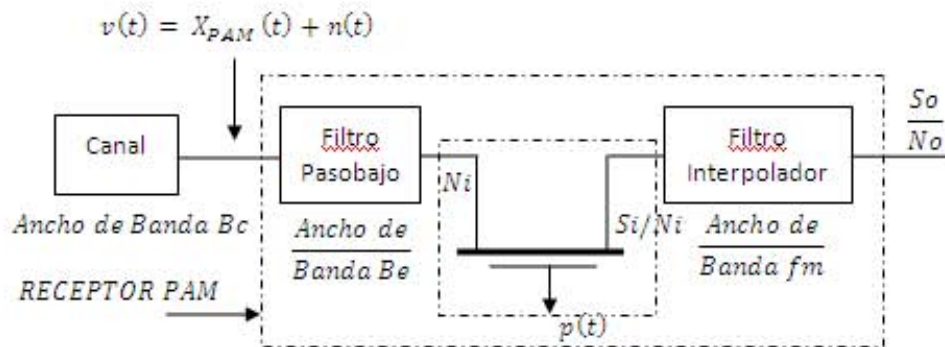 v(t) = X_PAM (t) + n(t)
Canal
Filtro
Pasobajo
Filtro
Interpolador
So
No
Ni
Si/Ni
Ancho de Banda Bc
Ancho de
Banda Be
Ancho de
Banda fm
RECEPTOR PAM
p(t)